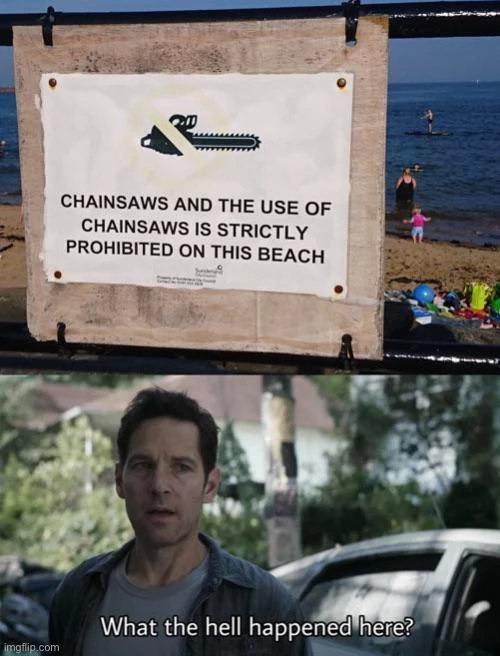 CHAINSAWS AND THE USE OF
CHAINSAWS IS STRICTLY
PROHIBITED ON THIS BEACH
Sunderland
What the hell happened here?
imgflip.com